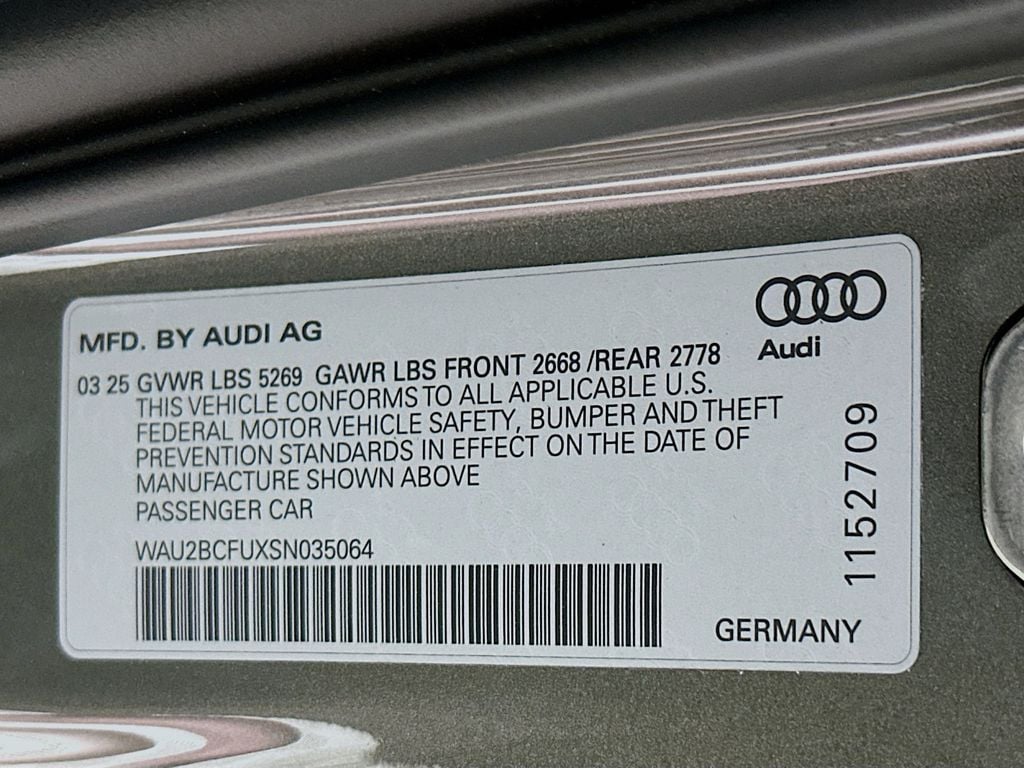 MFD. BY AUDI AG
Audi
03 25 GVWR LBS 5269 GAWR LBS FRONT 2668 /REAR 2778
THIS VEHICLE CONFORMS TO ALL APPLICABLE U.S.
FEDERAL MOTOR VEHICLE SAFETY, BUMPER AND THEFT
PREVENTION STANDARDS IN EFFECT ON THE DATE OF
MANUFACTURE SHOWN ABOVE
PASSENGER CAR
WAU2BCFUXSN035064
1152709
GERMANY